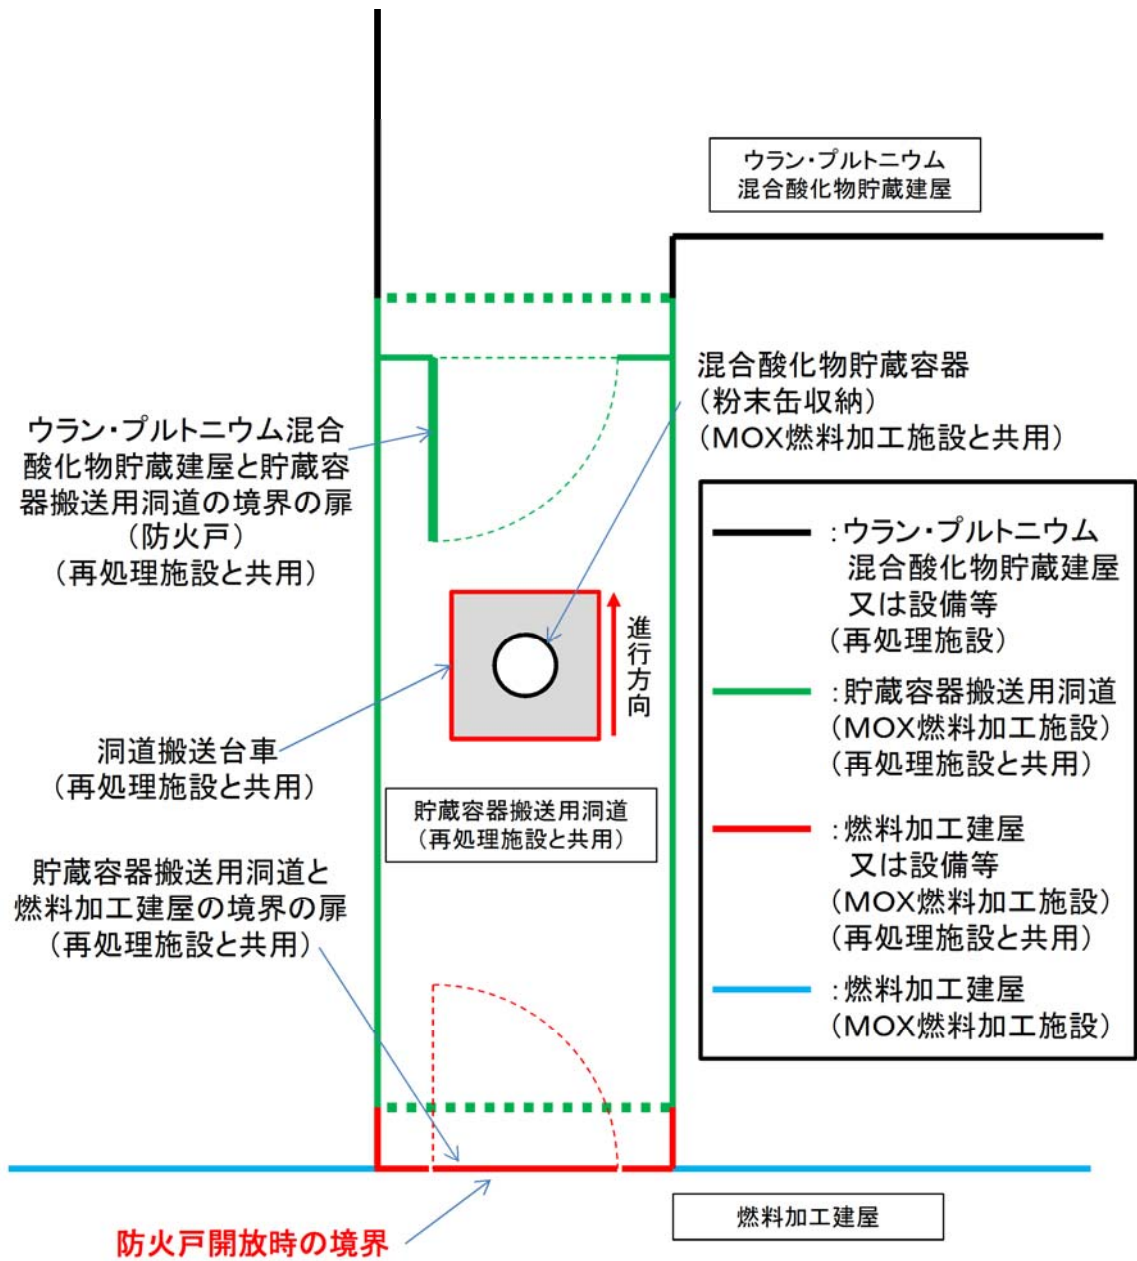 ウラン・プルトニウム
混合酸化物貯蔵建屋
混合酸化物貯蔵容器
（粉末缶収納）
（MOX燃料加工施設と共用）
ウラン・プルトニウム混合
酸化物貯蔵建屋と貯蔵容
器搬送用洞道の境界の扉
（防火戸）
（再処理施設と共用）
進行方向
洞道搬送台車
（再処理施設と共用）
貯蔵容器搬送用洞道
（再処理施設と共用）
貯蔵容器搬送用洞道と
燃料加工建屋の境界の扉
（再処理施設と共用）
：ウラン・プルトニウム
混合酸化物貯蔵建屋
又は設備等
（再処理施設）
：貯蔵容器搬送用洞道
（MOX燃料加工施設）
（再処理施設と共用）
：燃料加工建屋
又は設備等
（MOX燃料加工施設）
（再処理施設と共用）
：燃料加工建屋
（MOX燃料加工施設）
燃料加工建屋
防火戸開放時の境界